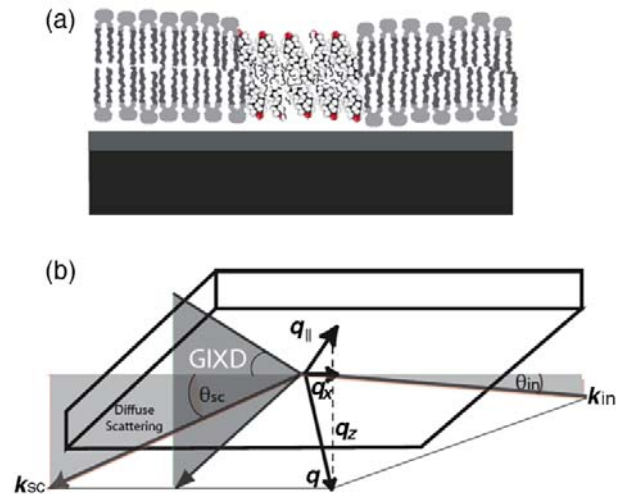 (a)
(b)
q||
GIXD
qx
θin
kin
θsc
Diffuse
Scattering
qz
ksc
q